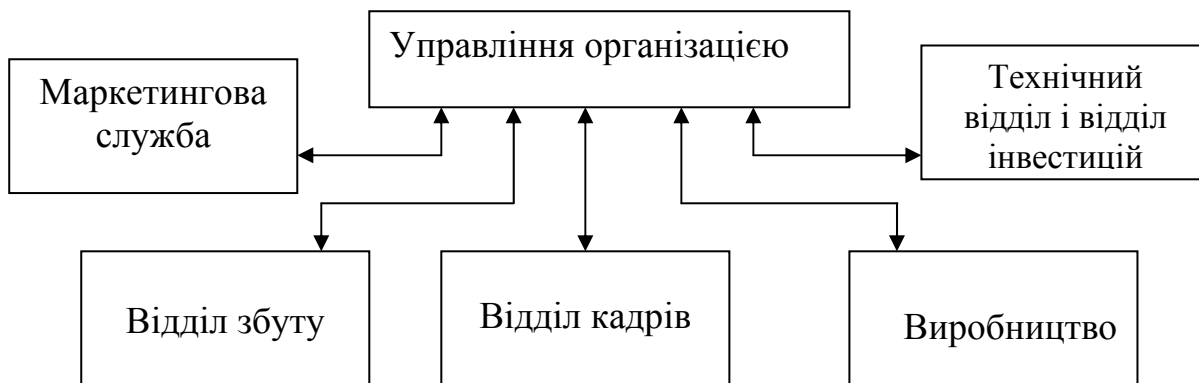 Управління організацією
Маркетингова
служба
Технічний
відділ і відділ
інвестицій
Відділ збуту
Відділ кадрів
Виробництво